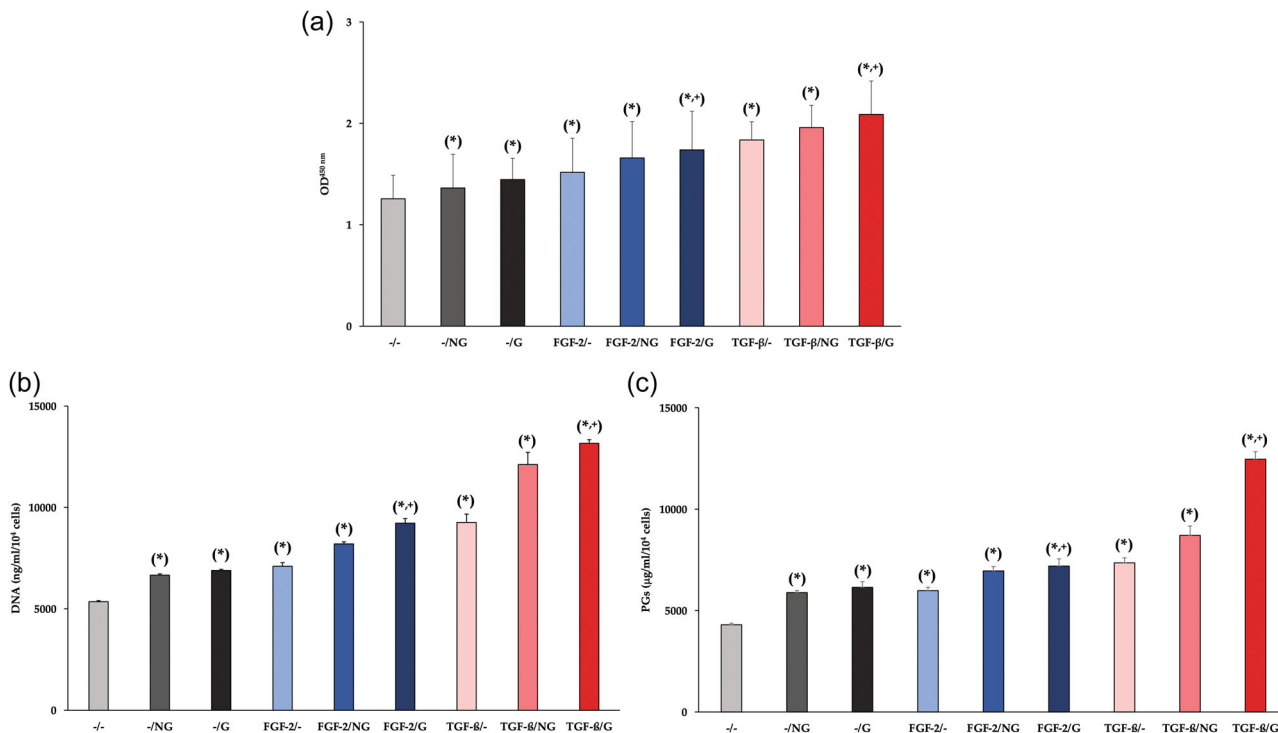 (a)
3
2
1
0
OD450 nm
(*)
(*)
(*)
(*)
(*,+)
(*)
(*)
(*,+)
-/-
-/NG
-/G
FGF-2/-
FGF-2/NG
FGF-2/G
TGF-β/-
TGF-β/NG
TGF-β/G
(b)
15000
10000
5000
0
DNA (ng/ml/10⁴ cells)
(*)
(*)
(*)
(*)
(*,+)
(*)
(*)
(*,+)
-/-
-/NG
-/G
FGF-2/-
FGF-2/NG
FGF-2/G
TGF-ß/-
TGF-ß/NG
TGF-ß/G
(c)
15000
10000
5000
0
PGs (µg/ml/10⁴ cells)
(*)
(*)
(*)
(*)
(*,+)
(*)
(*)
(*,+)
-/-
-/NG
-/G
FGF-2/-
FGF-2/NG
FGF-2/G
TGF-ß/-
TGF-ß/NG
TGF-ß/G